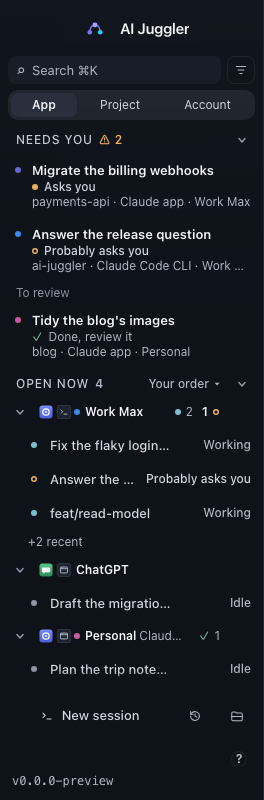 AI Juggler
Search ⌘K
App Project Account
NEEDS YOU 2
Migrate the billing webhooks
Asks you
payments-api · Claude app · Work Max
Answer the release question
Probably asks you
ai-juggler · Claude Code CLI · Work ...
To review
Tidy the blog's images
Done, review it
blog · Claude app · Personal
OPEN NOW 4 Your order
Work Max 2 1
Fix the flaky login... Working
Answer the ... Probably asks you
feat/read-model Working
+2 recent
ChatGPT
Draft the migratio... Idle
Personal Claud... 1
Plan the trip note... Idle
New session
?
v0.0.0-preview